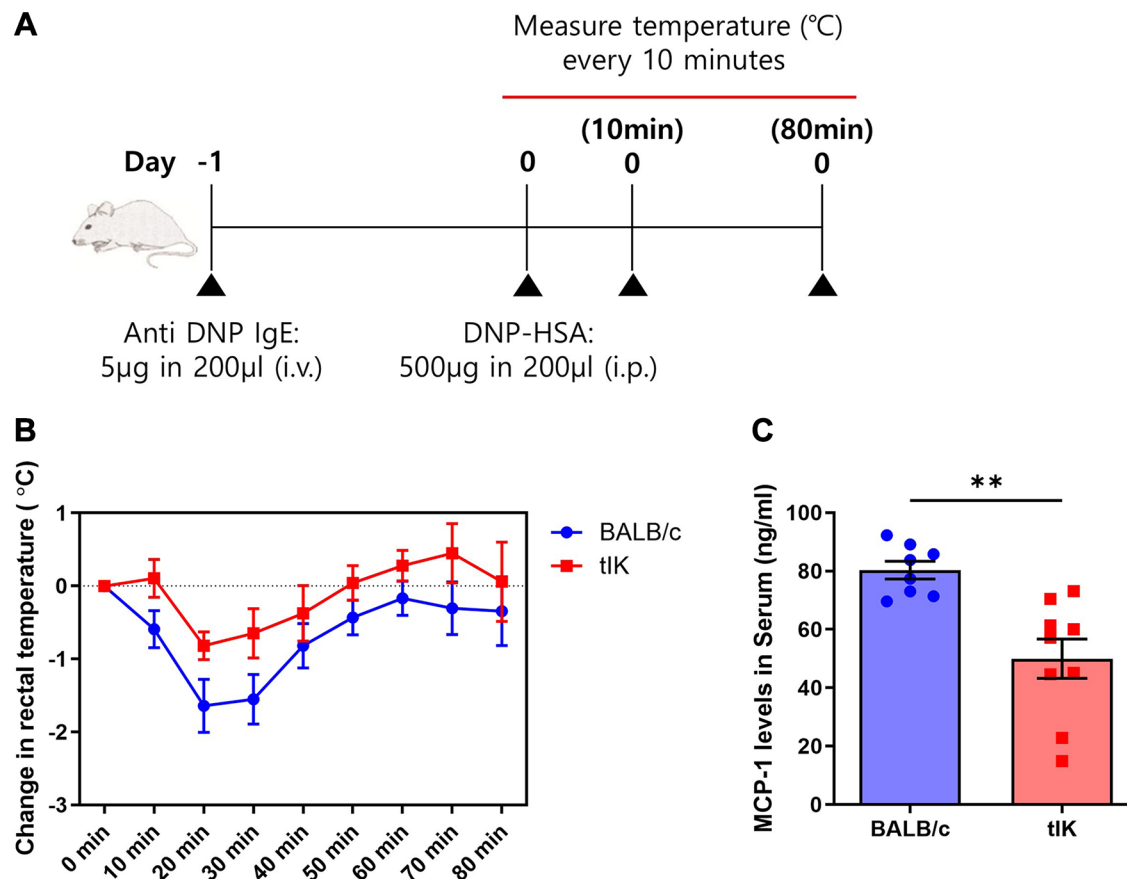 A
Measure temperature (℃)
every 10 minutes
(10min) (80min)
Day -1 0 0 0
Anti DNP IgE:
5µg in 200µl (i.v.)
DNP-HSA:
500µg in 200µl (i.p.)
B
Change in rectal temperature ( °C)
1
0
-1
-2
-3
0 min
10 min
20 min
30 min
40 min
50 min
60 min
70 min
80 min
BALB/c
tIK
C
MCP-1 levels in Serum (ng/ml)
100
80
60
40
20
0
**
BALB/c
tIK